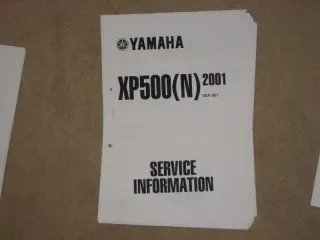 YAMAHA
XP500(N) 2001
SERVICE
INFORMATION